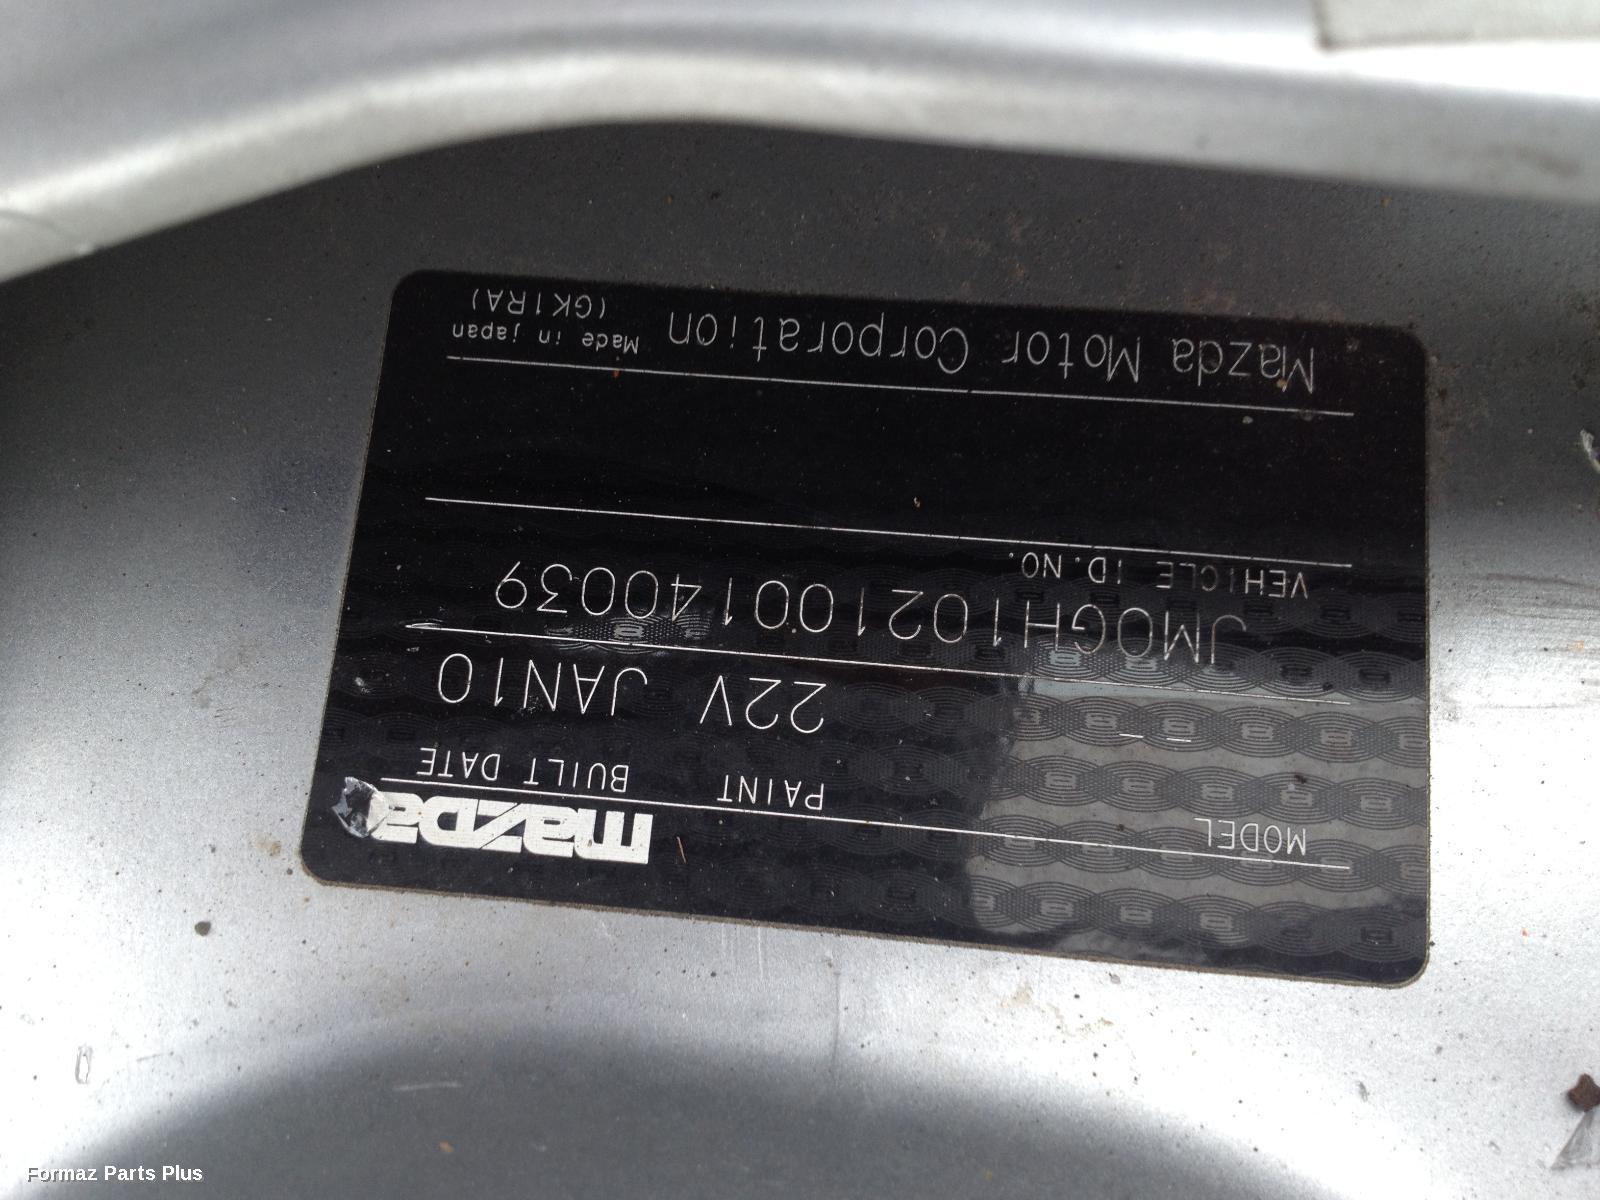 mazda
MODEL PAINT BUILT DATE
– – 22V JAN10
JM0GH102100140039
VEHICLE ID.NO.
Mazda Motor Corporation Made in japan
(GK1RA)
Formaz Parts Plus